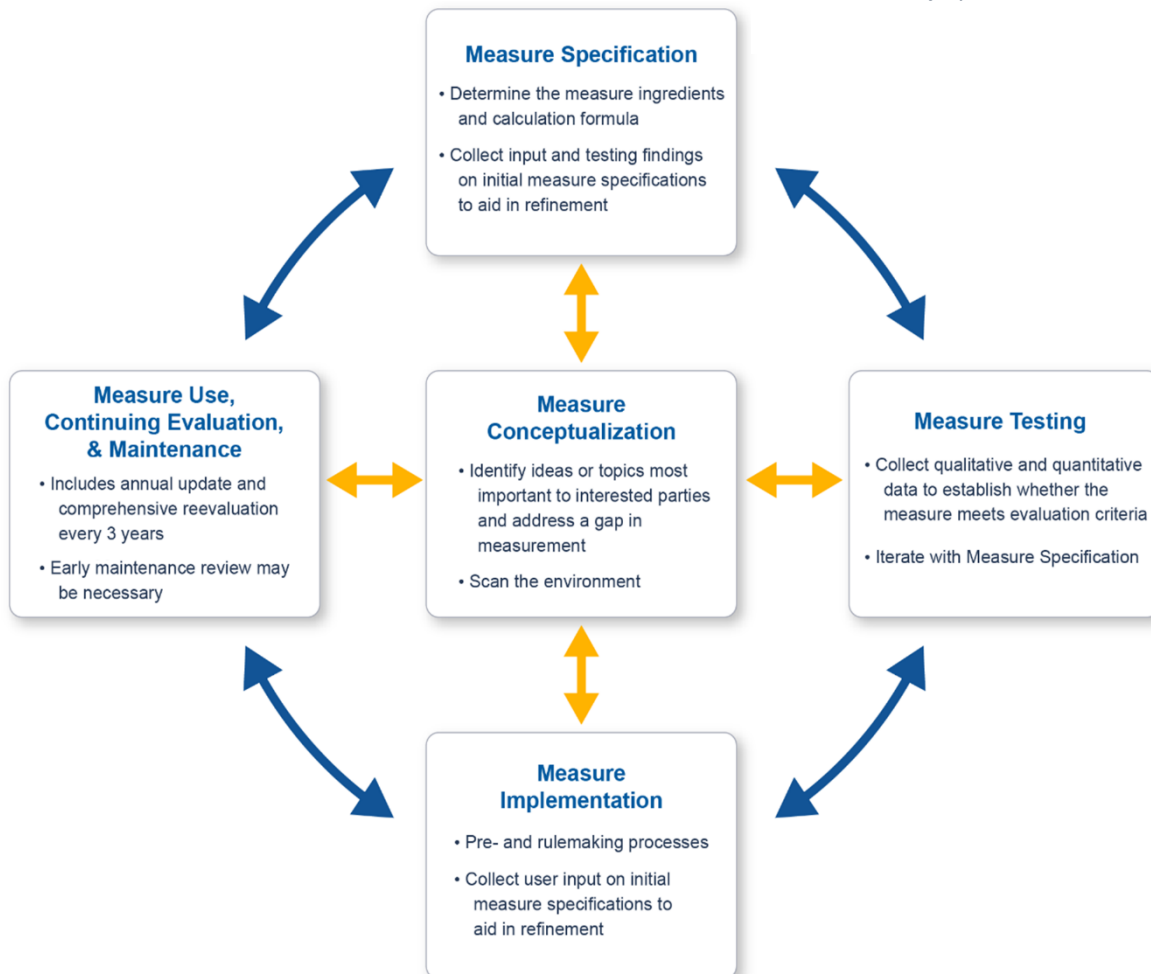 Measure Specification
• Determine the measure ingredients
and calculation formula
• Collect input and testing findings
on initial measure specifications
to aid in refinement
Measure Use,
Continuing Evaluation,
& Maintenance
• Includes annual update and
comprehensive reevaluation
every 3 years
• Early maintenance review may
be necessary
Measure
Conceptualization
• Identify ideas or topics most
important to interested parties
and address a gap in
measurement
• Scan the environment
Measure Testing
• Collect qualitative and quantitative
data to establish whether the
measure meets evaluation criteria
• Iterate with Measure Specification
Measure
Implementation
• Pre- and rulemaking processes
• Collect user input on initial
measure specifications to
aid in refinement